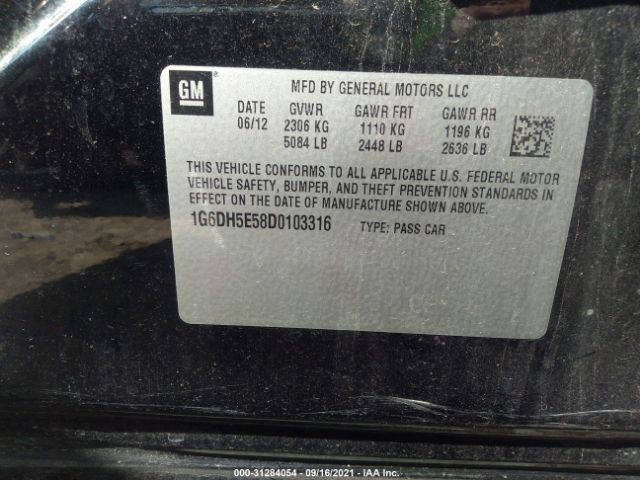 GM ®
MFD BY GENERAL MOTORS LLC
DATE GVWR GAWR FRT GAWR RR
06/12 2306 KG 1110 KG 1196 KG
5084 LB 2448 LB 2636 LB
THIS VEHICLE CONFORMS TO ALL APPLICABLE U.S. FEDERAL MOTOR
VEHICLE SAFETY, BUMPER, AND THEFT PREVENTION STANDARDS IN
EFFECT ON THE DATE OF MANUFACTURE SHOWN ABOVE.
1G6DH5E58D0103316 TYPE: PASS CAR
000-31284054 - 09/16/2021 - IAA Inc.